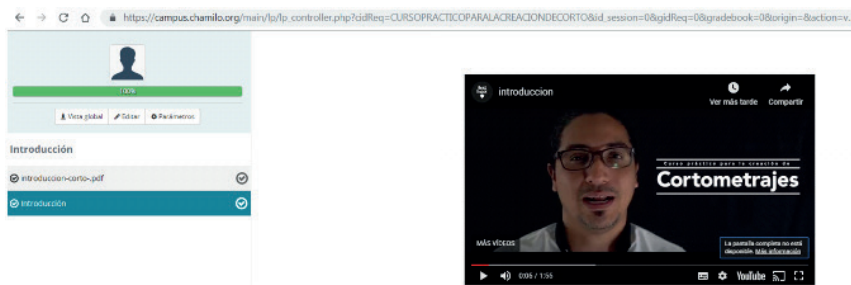 https://campus.chamilo.org/main/lp/lp_controller.php?cidReq=CURSOPRACTICOPARALACREACIONDECORTO&id_session=0&gidReq=0&gradebook=0&origin=&action=v...
100%
Vista global Editar Parámetros
Introducción
introduccion-corto-.pdf
Introducción
introduccion
Ver más tarde Compartir
Curso práctico para la creación de
Cortometrajes
MÁS VÍDEOS
La pantalla completa no está
disponible. Más información
0:05 / 1:55
YouTube